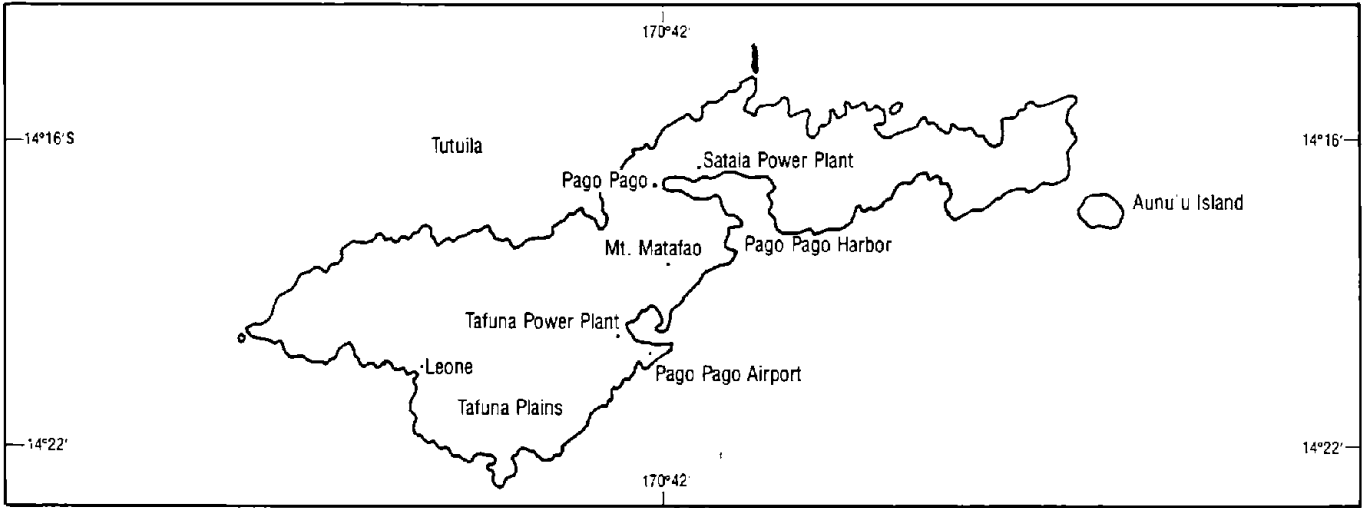 170°42'
14°16'S
14°16'
Tutuila
Sataia Power Plant
Pago Pago
Aunu'u Island
Mt. Matafao
Pago Pago Harbor
Tafuna Power Plant
Leone
Pago Pago Airport
Tafuna Plains
14°22'
14°22'
170°42'